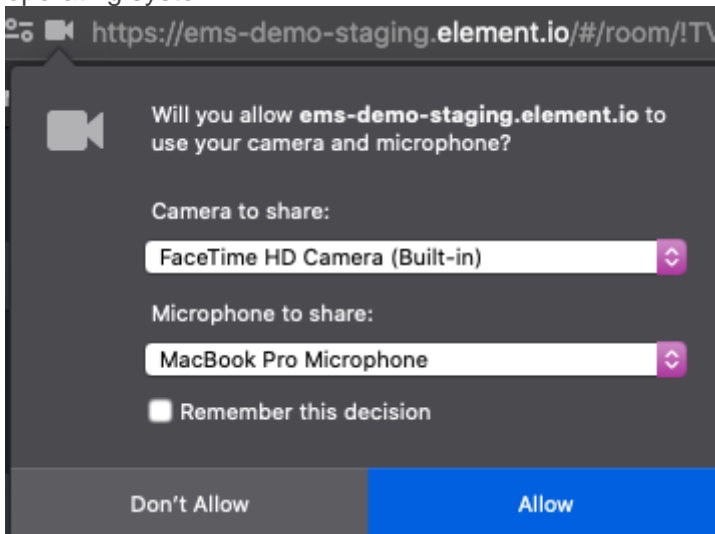 https://ems-demo-staging.element.io/#/room/!TV
Will you allow ems-demo-staging.element.io to
use your camera and microphone?
Camera to share:
FaceTime HD Camera (Built-in)
Microphone to share:
MacBook Pro Microphone
Remember this decision
Don't Allow
Allow